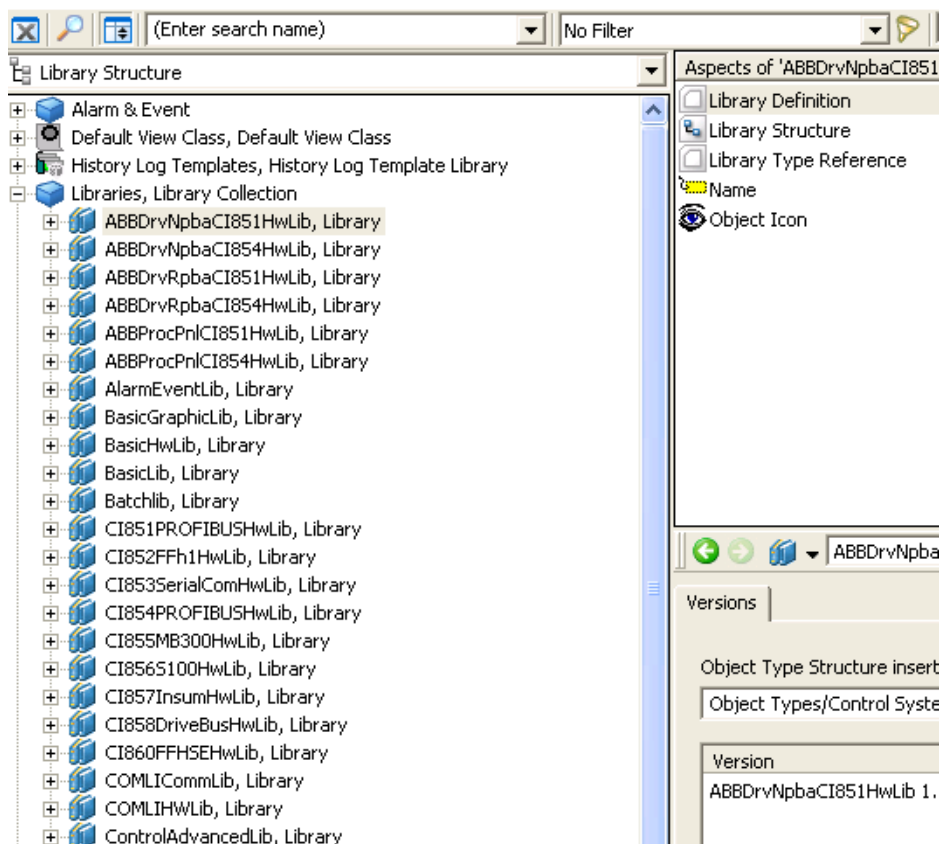 (Enter search name)
No Filter
Library Structure
Alarm & Event
Default View Class, Default View Class
History Log Templates, History Log Template Library
Libraries, Library Collection
ABBDrvNpbaCI851HwLib, Library
ABBDrvNpbaCI854HwLib, Library
ABBDrvRpbaCI851HwLib, Library
ABBDrvRpbaCI854HwLib, Library
ABBProcPnlCI851HwLib, Library
ABBProcPnlCI854HwLib, Library
AlarmEventLib, Library
BasicGraphicLib, Library
BasicHwLib, Library
BasicLib, Library
Batchlib, Library
CI851PROFIBUSHwLib, Library
CI852FFh1HwLib, Library
CI853SerialComHwLib, Library
CI854PROFIBUSHwLib, Library
CI855MB300HwLib, Library
CI856S100HwLib, Library
CI857InsumHwLib, Library
CI858DriveBusHwLib, Library
CI860FFHSEHwLib, Library
COMLICommLib, Library
COMLIHWLib, Library
ControlAdvancedLib, Library
Aspects of 'ABBDrvNpbaCI851
Library Definition
Library Structure
Library Type Reference
Name
Object Icon
ABBDrvNpba
Versions
Object Type Structure insert
Object Types/Control Syste
Version
ABBDrvNpbaCI851HwLib 1.